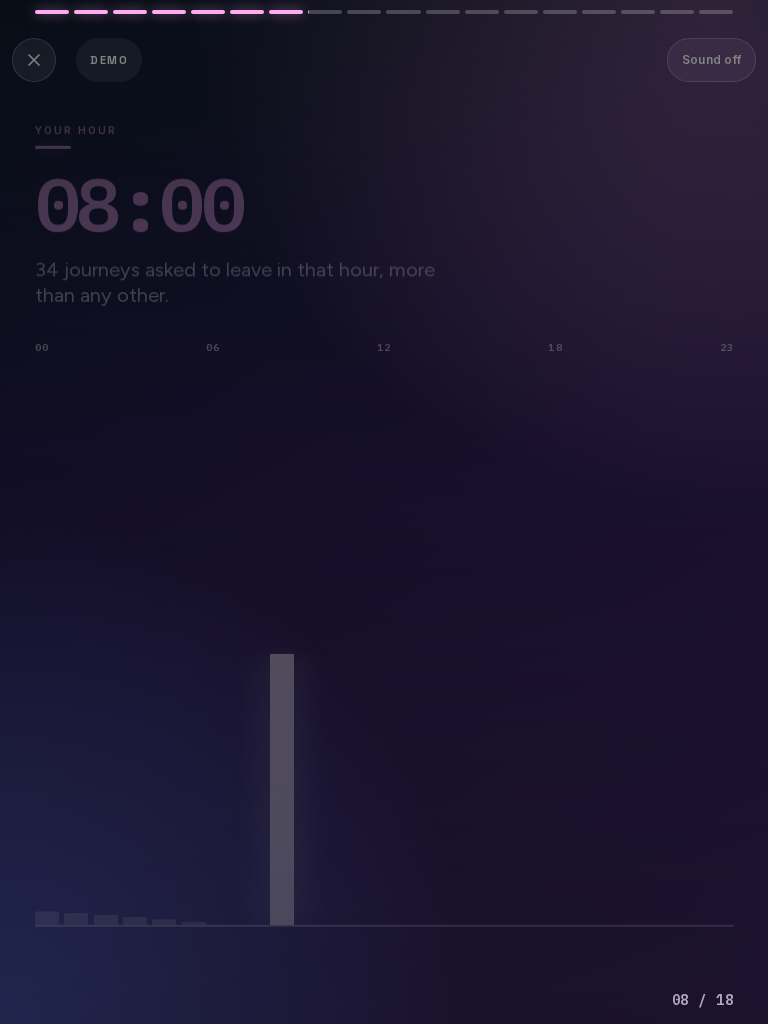 DEMO
Sound off
YOUR HOUR
08:00
34 journeys asked to leave in that hour, more
than any other.
00 06 12 18 23
08 / 18